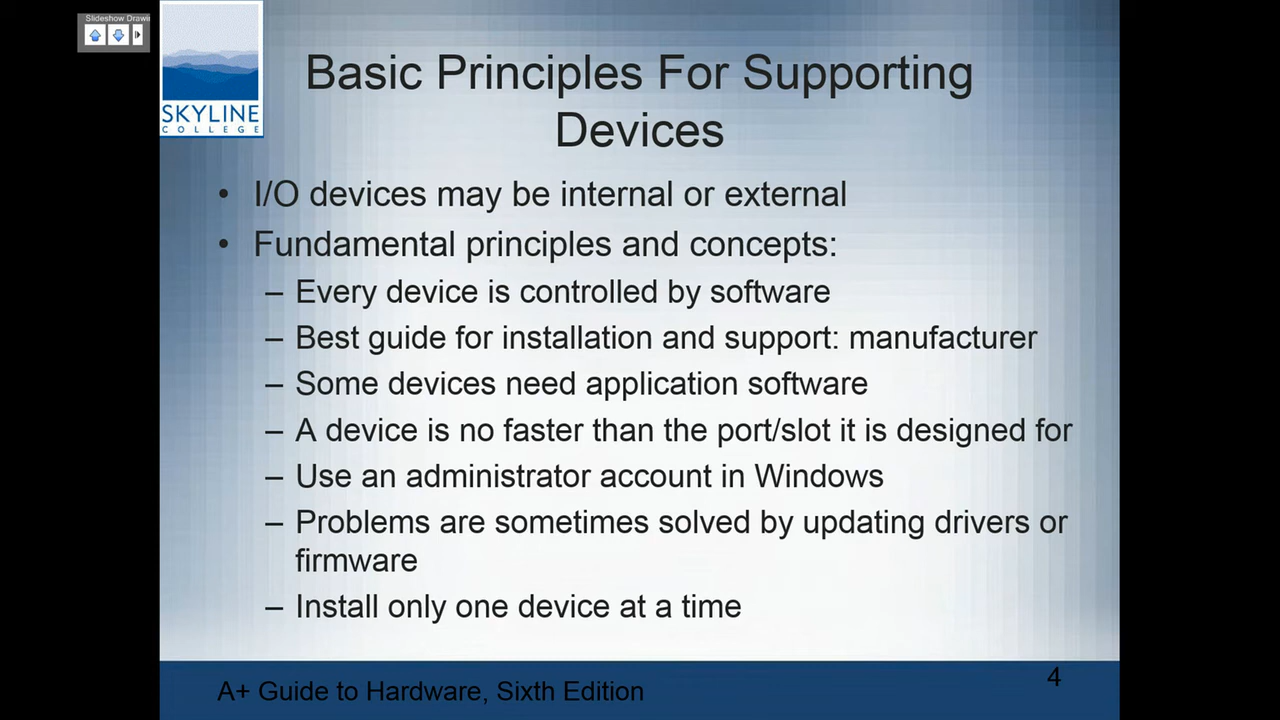 Slideshow Drawin
SKYLINE
COLLEGE
Basic Principles For Supporting
Devices
• I/O devices may be internal or external
• Fundamental principles and concepts:
– Every device is controlled by software
– Best guide for installation and support: manufacturer
– Some devices need application software
– A device is no faster than the port/slot it is designed for
– Use an administrator account in Windows
– Problems are sometimes solved by updating drivers or
firmware
– Install only one device at a time
A+ Guide to Hardware, Sixth Edition
4